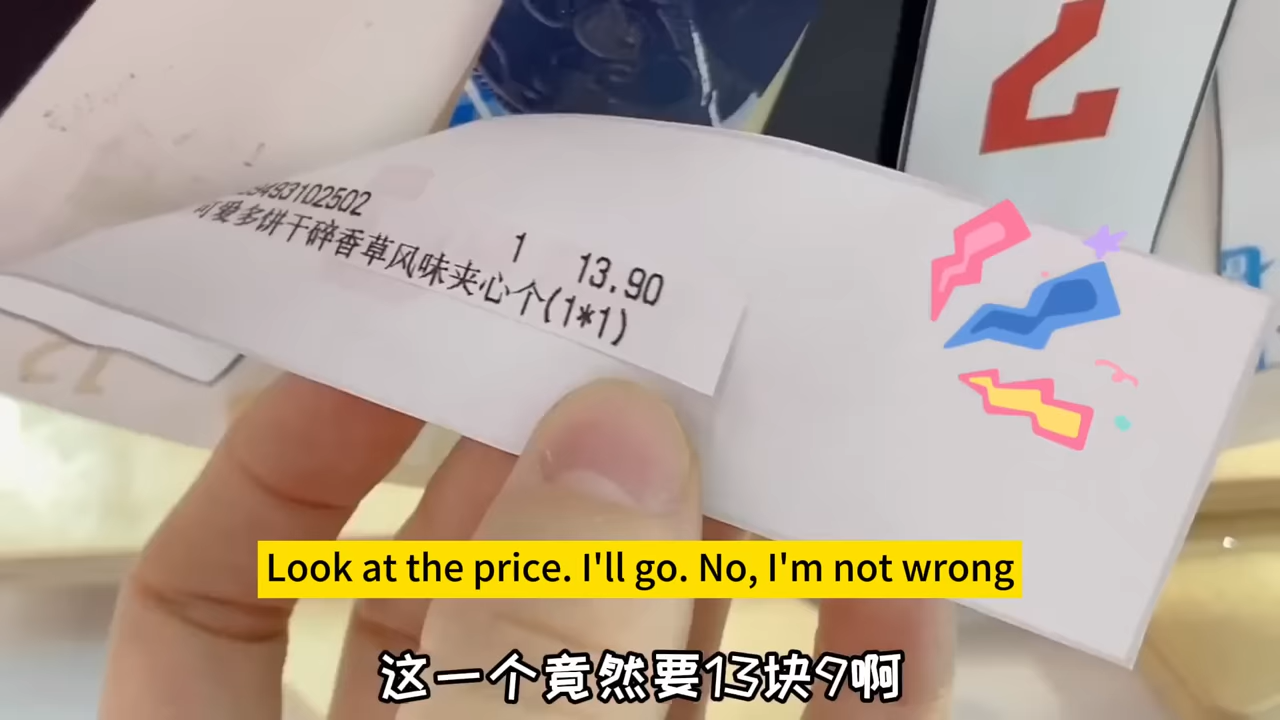 9493102502
1 13.90
可爱多饼干碎香草风味夹心个(1*1)
2
Look at the price. I'll go. No, I'm not wrong
这一个竟然要13块9啊